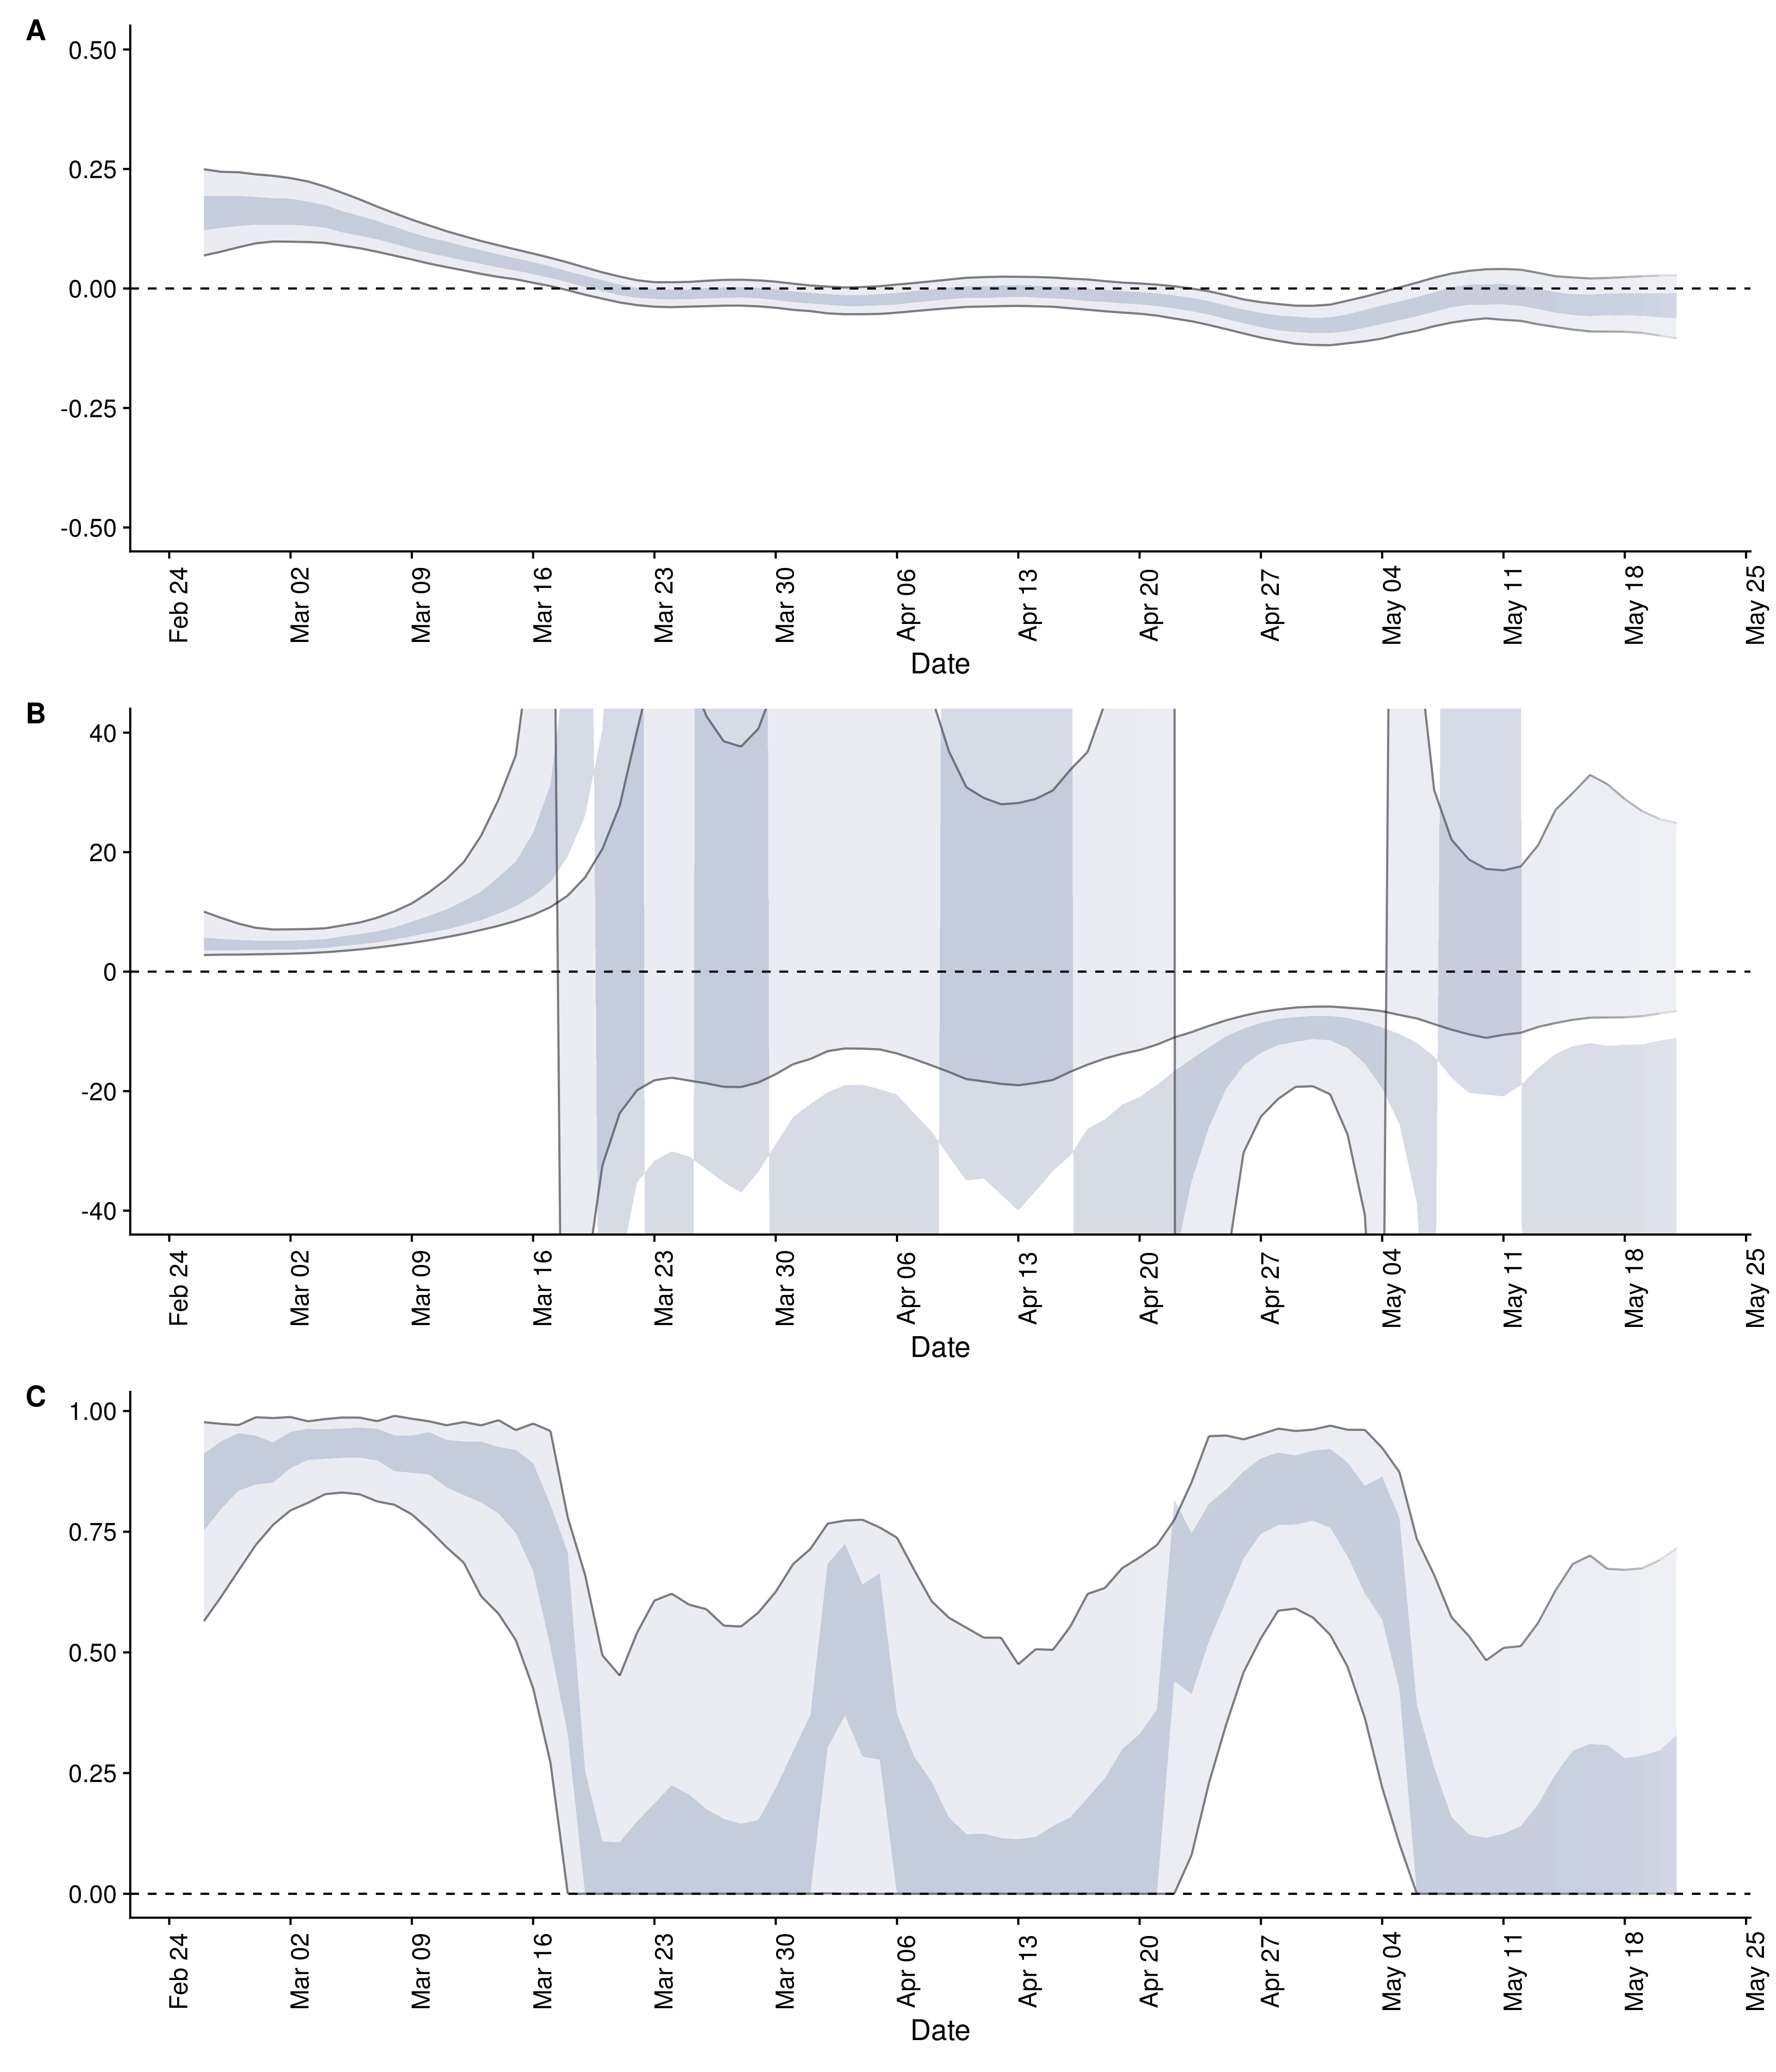 A
0.50
0.25
0.00
-0.25
-0.50
Feb 24
Mar 02
Mar 09
Mar 16
Mar 23
Mar 30
Apr 06
Apr 13
Apr 20
Apr 27
May 04
May 11
May 18
May 25
Date
B
40
20
0
-20
-40
Feb 24
Mar 02
Mar 09
Mar 16
Mar 23
Mar 30
Apr 06
Apr 13
Apr 20
Apr 27
May 04
May 11
May 18
May 25
Date
C
1.00
0.75
0.50
0.25
0.00
Feb 24
Mar 02
Mar 09
Mar 16
Mar 23
Mar 30
Apr 06
Apr 13
Apr 20
Apr 27
May 04
May 11
May 18
May 25
Date